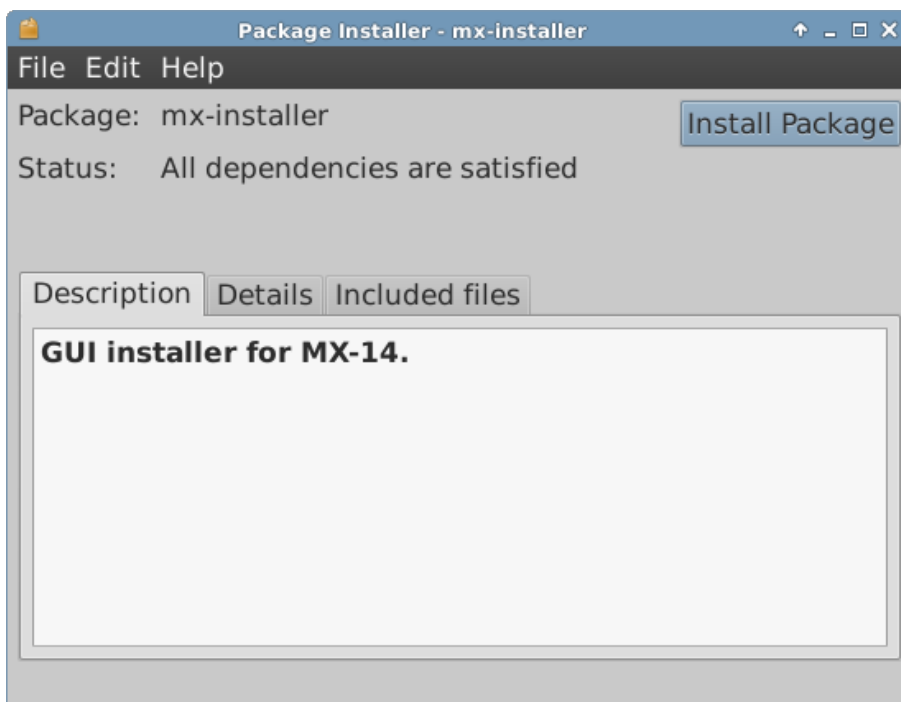 Package Installer - mx-installer
File Edit Help
Package: mx-installer
Install Package
Status: All dependencies are satisfied
Description Details Included files
GUI installer for MX-14.